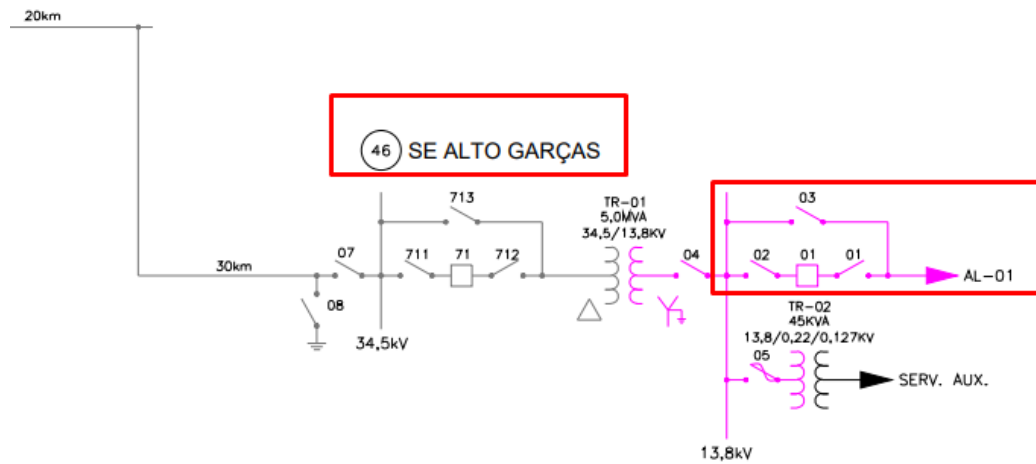 20km
46 SE ALTO GARÇAS
713
03
TR-01
5,0MVA
34,5/13,8KV
07
711
71
712
04
02
01
01
AL-01
30km
08
TR-02
45KVA
13,8/0,22/0,127KV
34,5kV
05
SERV. AUX.
13,8kV